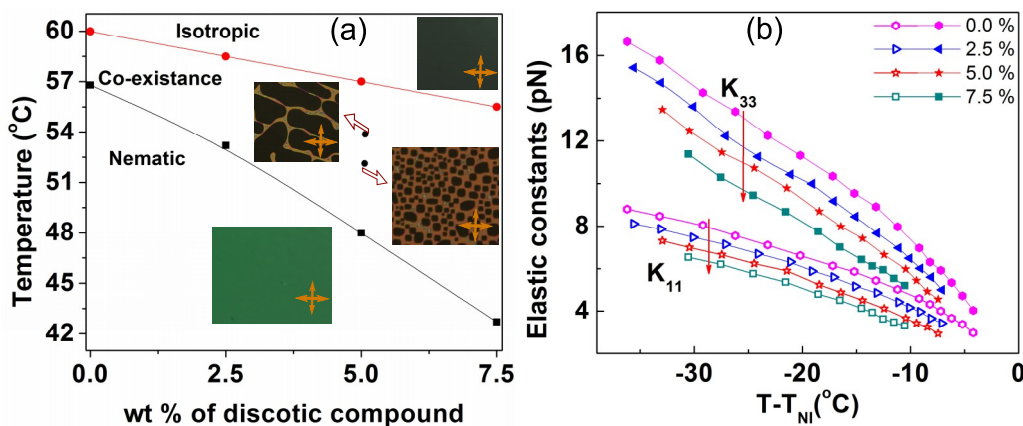 (a)
60
57
54
51
48
45
42
Temperature (°C)
Isotropic
Co-existance
Nematic
0.0
2.5
5.0
7.5
wt % of discotic compound
(b)
16
12
8
4
Elastic constants (pN)
0.0 %
2.5 %
5.0 %
7.5 %
K33
K11
-30
-20
-10
0
T-TNI(°C)